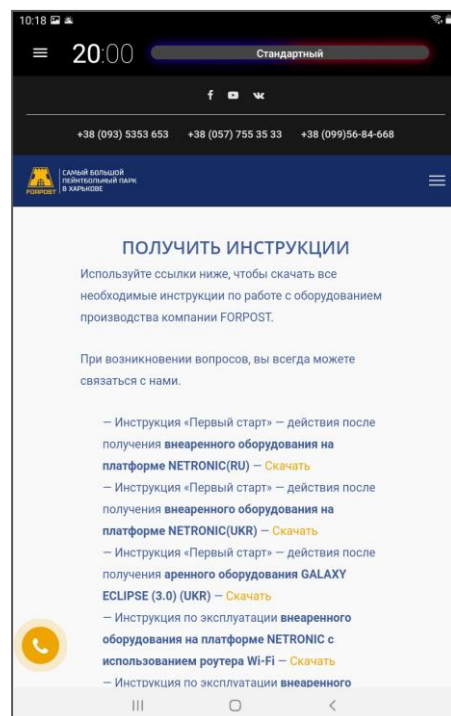 10:18
20:00 Стандартный
+38 (093) 5353 653 +38 (057) 755 35 33 +38 (099)56-84-668
FORPOST
САМЫЙ БОЛЬШОЙ
ПЕЙНТБОЛЬНЫЙ ПАРК
В ХАРЬКОВЕ
ПОЛУЧИТЬ ИНСТРУКЦИИ
Используйте ссылки ниже, чтобы скачать все
необходимые инструкции по работе с оборудованием
производства компании FORPOST.
При возникновении вопросов, вы всегда можете
связаться с нами.
— Инструкция «Первый старт» — действия после
получения внеаренного оборудования на
платформе NETRONIC(RU) — Скачать
— Инструкция «Первый старт» — действия после
получения внеаренного оборудования на
платформе NETRONIC(UKR) — Скачать
— Инструкция «Первый старт» — действия после
получения аренного оборудования GALAXY
ECLIPSE (3.0) (UKR) — Скачать
— Инструкция по эксплуатации внеаренного
оборудования на платформе NETRONIC с
использованием роутера Wi-Fi — Скачать
— Инструкция по эксплуатации внеаренного